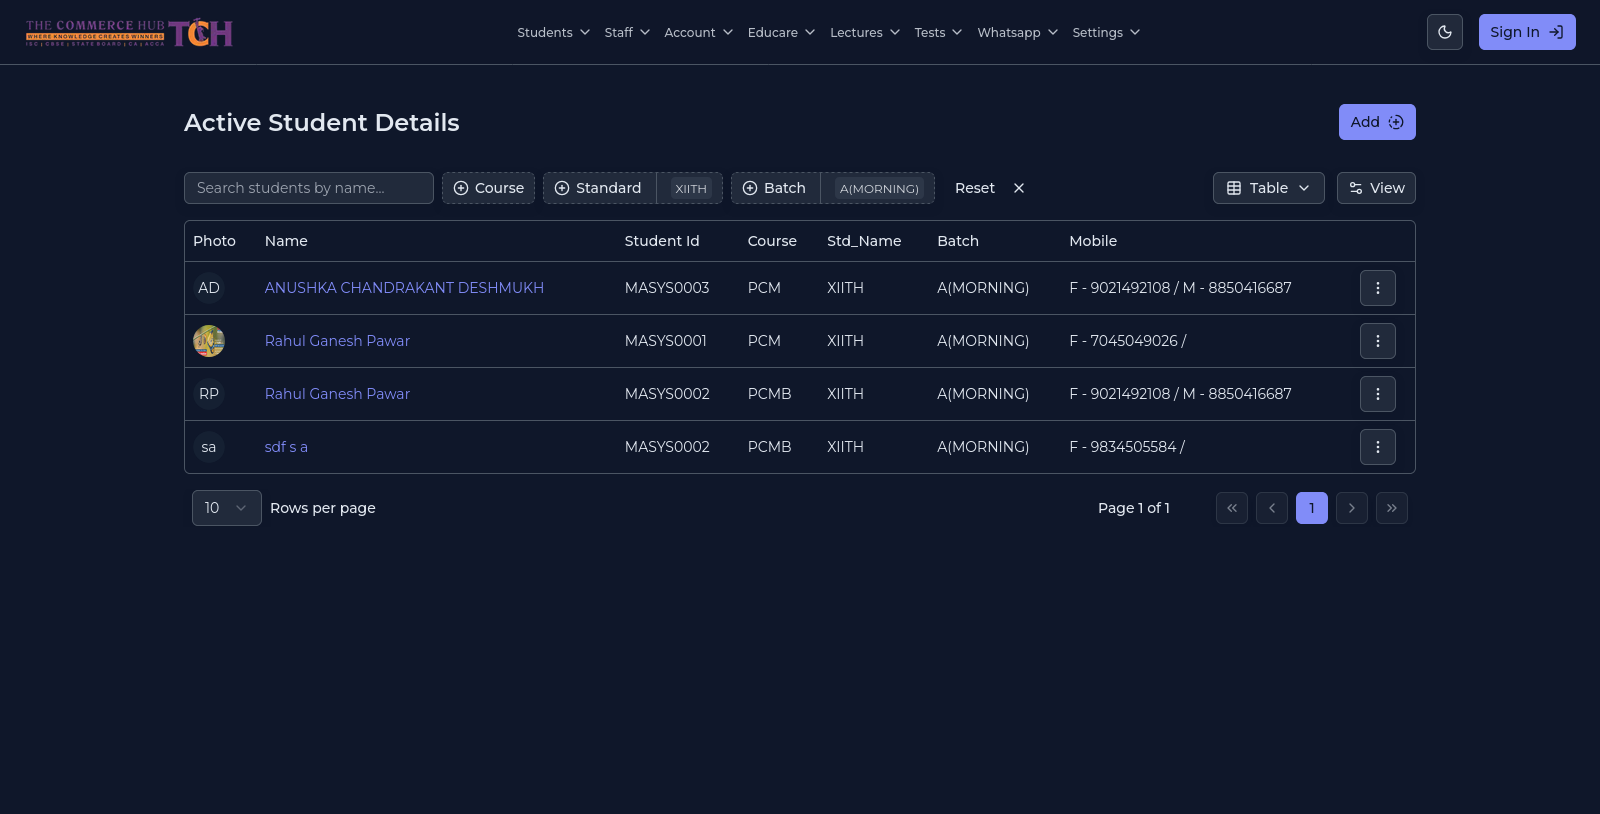 THE COMMERCE HUB
WHERE KNOWLEDGE CREATES WINNERS
ISC | CBSE | STATE BOARD | CA | ACCA
TCH
Students Staff Account Educare Lectures Tests Whatsapp Settings
Sign In
Active Student Details
Add
Search students by name... Course Standard XIITH Batch A(MORNING) Reset Table View
Photo Name Student Id Course Std_Name Batch Mobile
AD ANUSHKA CHANDRAKANT DESHMUKH MASYS0003 PCM XIITH A(MORNING) F - 9021492108 / M - 8850416687
Rahul Ganesh Pawar MASYS0001 PCM XIITH A(MORNING) F - 7045049026 /
RP Rahul Ganesh Pawar MASYS0002 PCMB XIITH A(MORNING) F - 9021492108 / M - 8850416687
sa sdf s a MASYS0002 PCMB XIITH A(MORNING) F - 9834505584 /
10 Rows per page Page 1 of 1 1